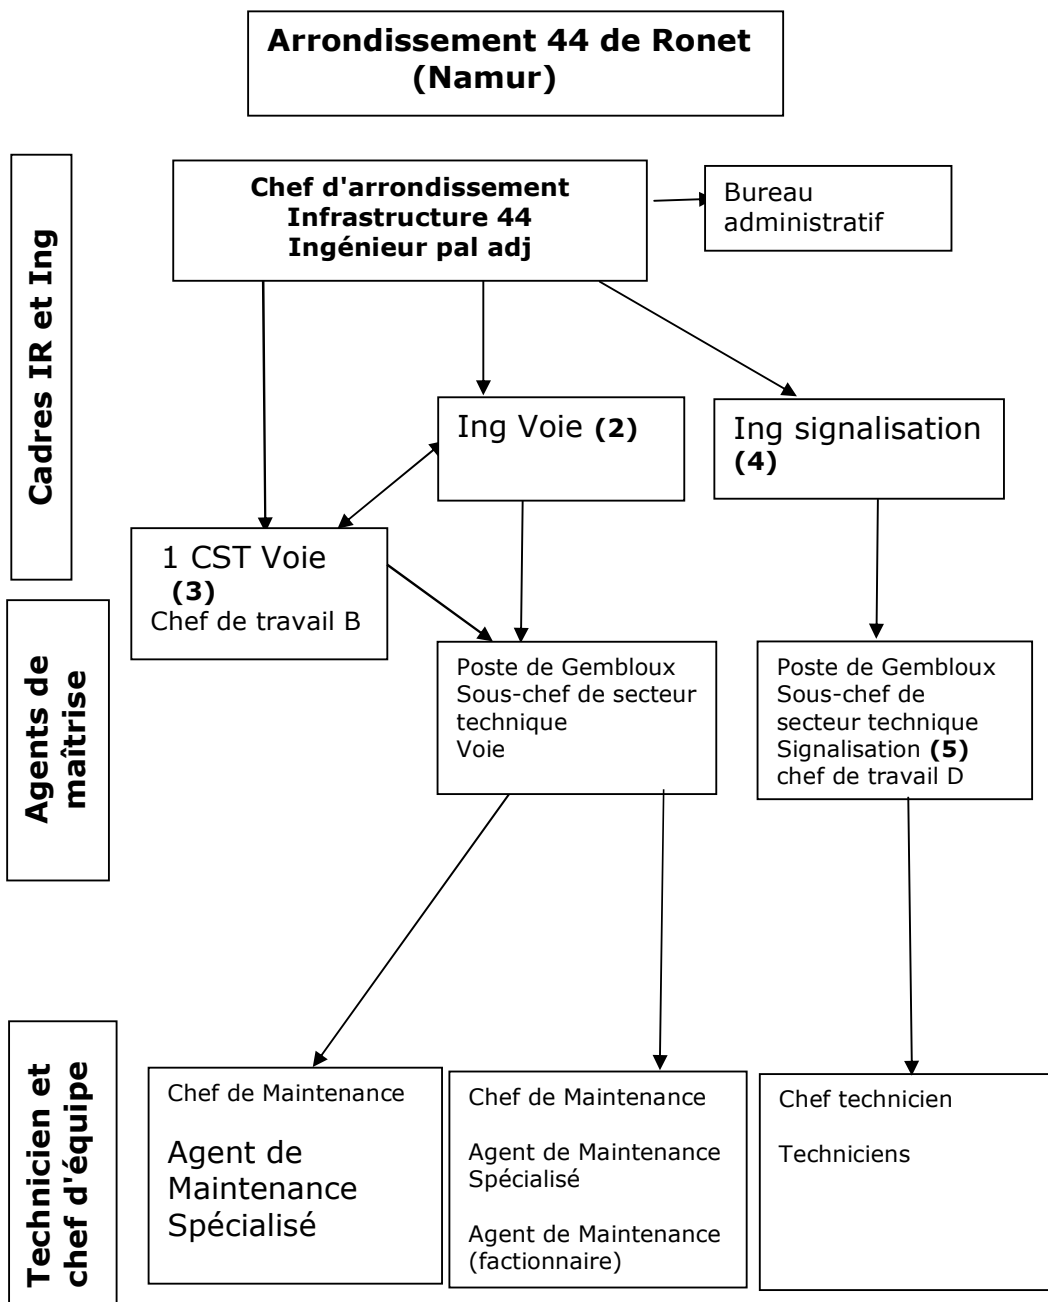 Arrondissement 44 de Ronet
(Namur)
Cadres IR et Ing
Chef d'arrondissement
Infrastructure 44
Ingénieur pal adj
Bureau
administratif
Ing Voie (2)
Ing signalisation
(4)
1 CST Voie
(3)
Chef de travail B
Agents de
maîtrise
Poste de Gembloux
Sous-chef de secteur
technique
Voie
Poste de Gembloux
Sous-chef de
secteur technique
Signalisation (5)
chef de travail D
Technicien et
chef d'équipe
Chef de Maintenance
Agent de
Maintenance
Spécialisé
Chef de Maintenance
Agent de Maintenance
Spécialisé
Agent de Maintenance
(factionnaire)
Chef technicien
Techniciens